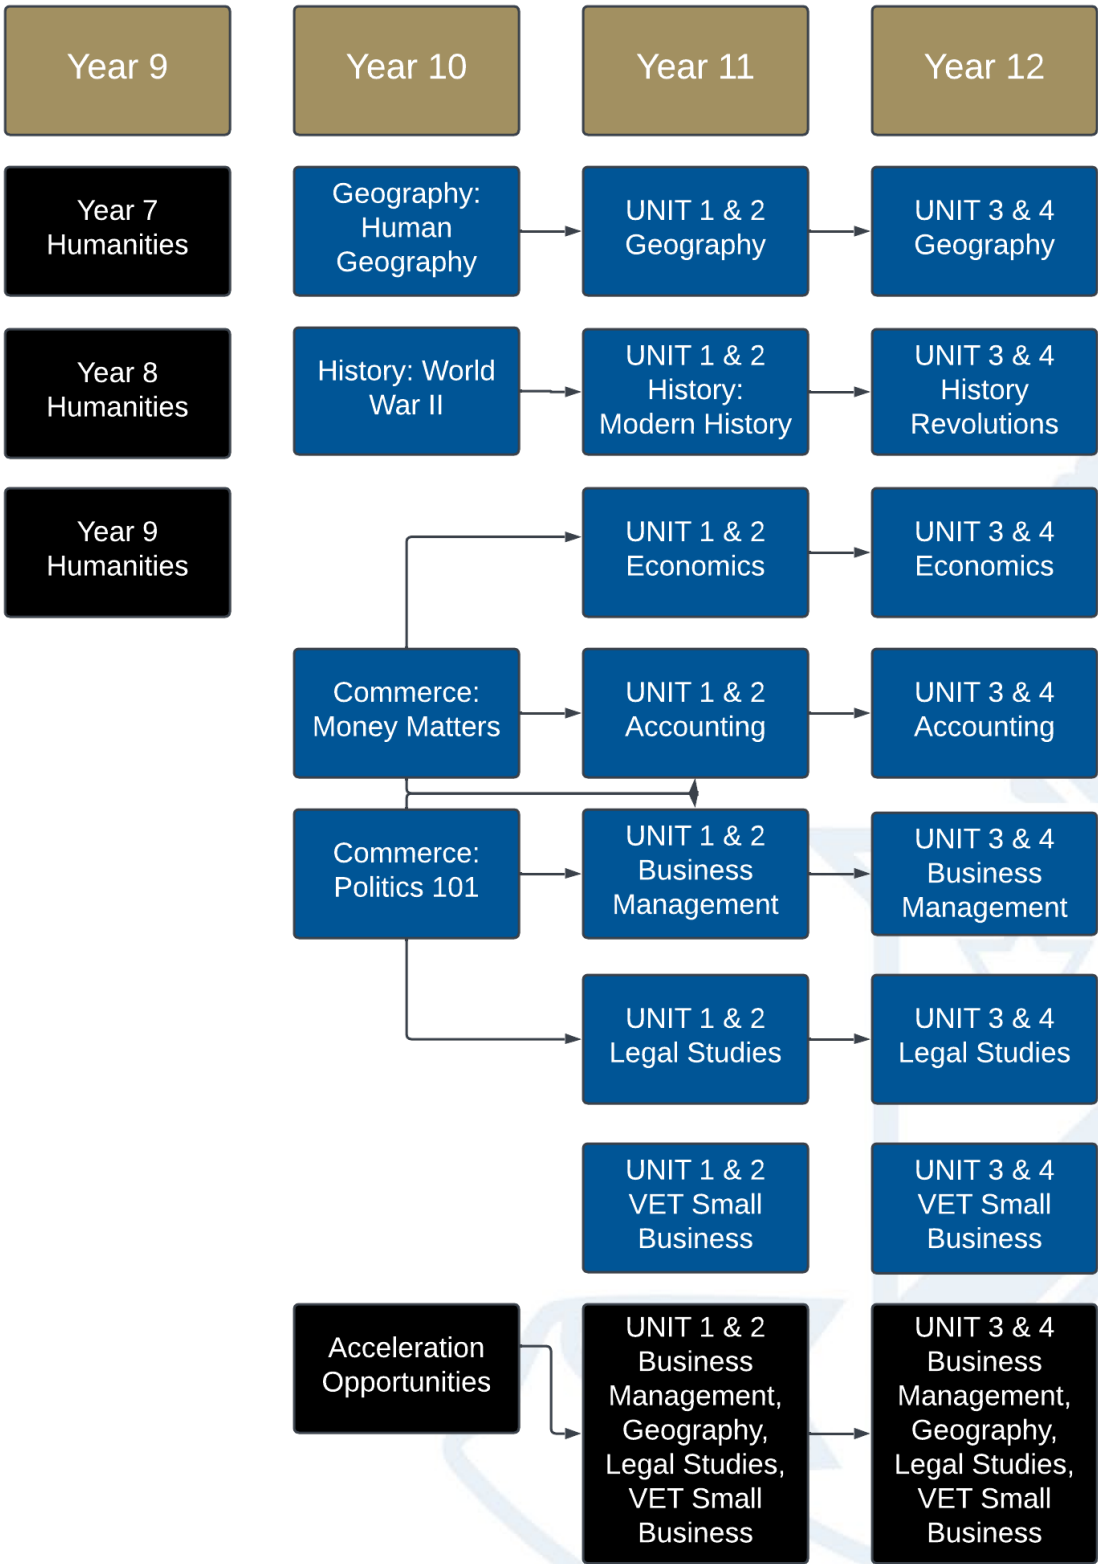 Year 9
Year 10
Year 11
Year 12
Year 7
Humanities
Geography:
Human
Geography
UNIT 1 & 2
Geography
UNIT 3 & 4
Geography
Year 8
Humanities
History: World
War II
UNIT 1 & 2
History:
Modern History
UNIT 3 & 4
History
Revolutions
Year 9
Humanities
UNIT 1 & 2
Economics
UNIT 3 & 4
Economics
Commerce:
Money Matters
UNIT 1 & 2
Accounting
UNIT 3 & 4
Accounting
Commerce:
Politics 101
UNIT 1 & 2
Business
Management
UNIT 3 & 4
Business
Management
UNIT 1 & 2
Legal Studies
UNIT 3 & 4
Legal Studies
UNIT 1 & 2
VET Small
Business
UNIT 3 & 4
VET Small
Business
Acceleration
Opportunities
UNIT 1 & 2
Business
Management,
Geography,
Legal Studies,
VET Small
Business
UNIT 3 & 4
Business
Management,
Geography,
Legal Studies,
VET Small
Business